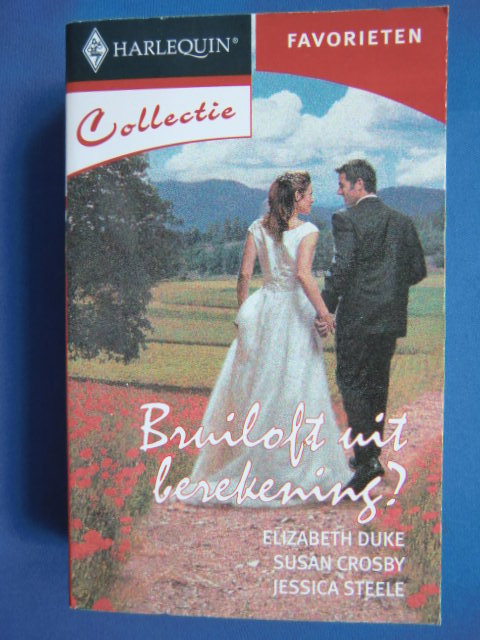 HARLEQUIN®
FAVORIETEN
Collectie
Bruiloft uit
berekening?
ELIZABETH DUKE
SUSAN CROSBY
JESSICA STEELE